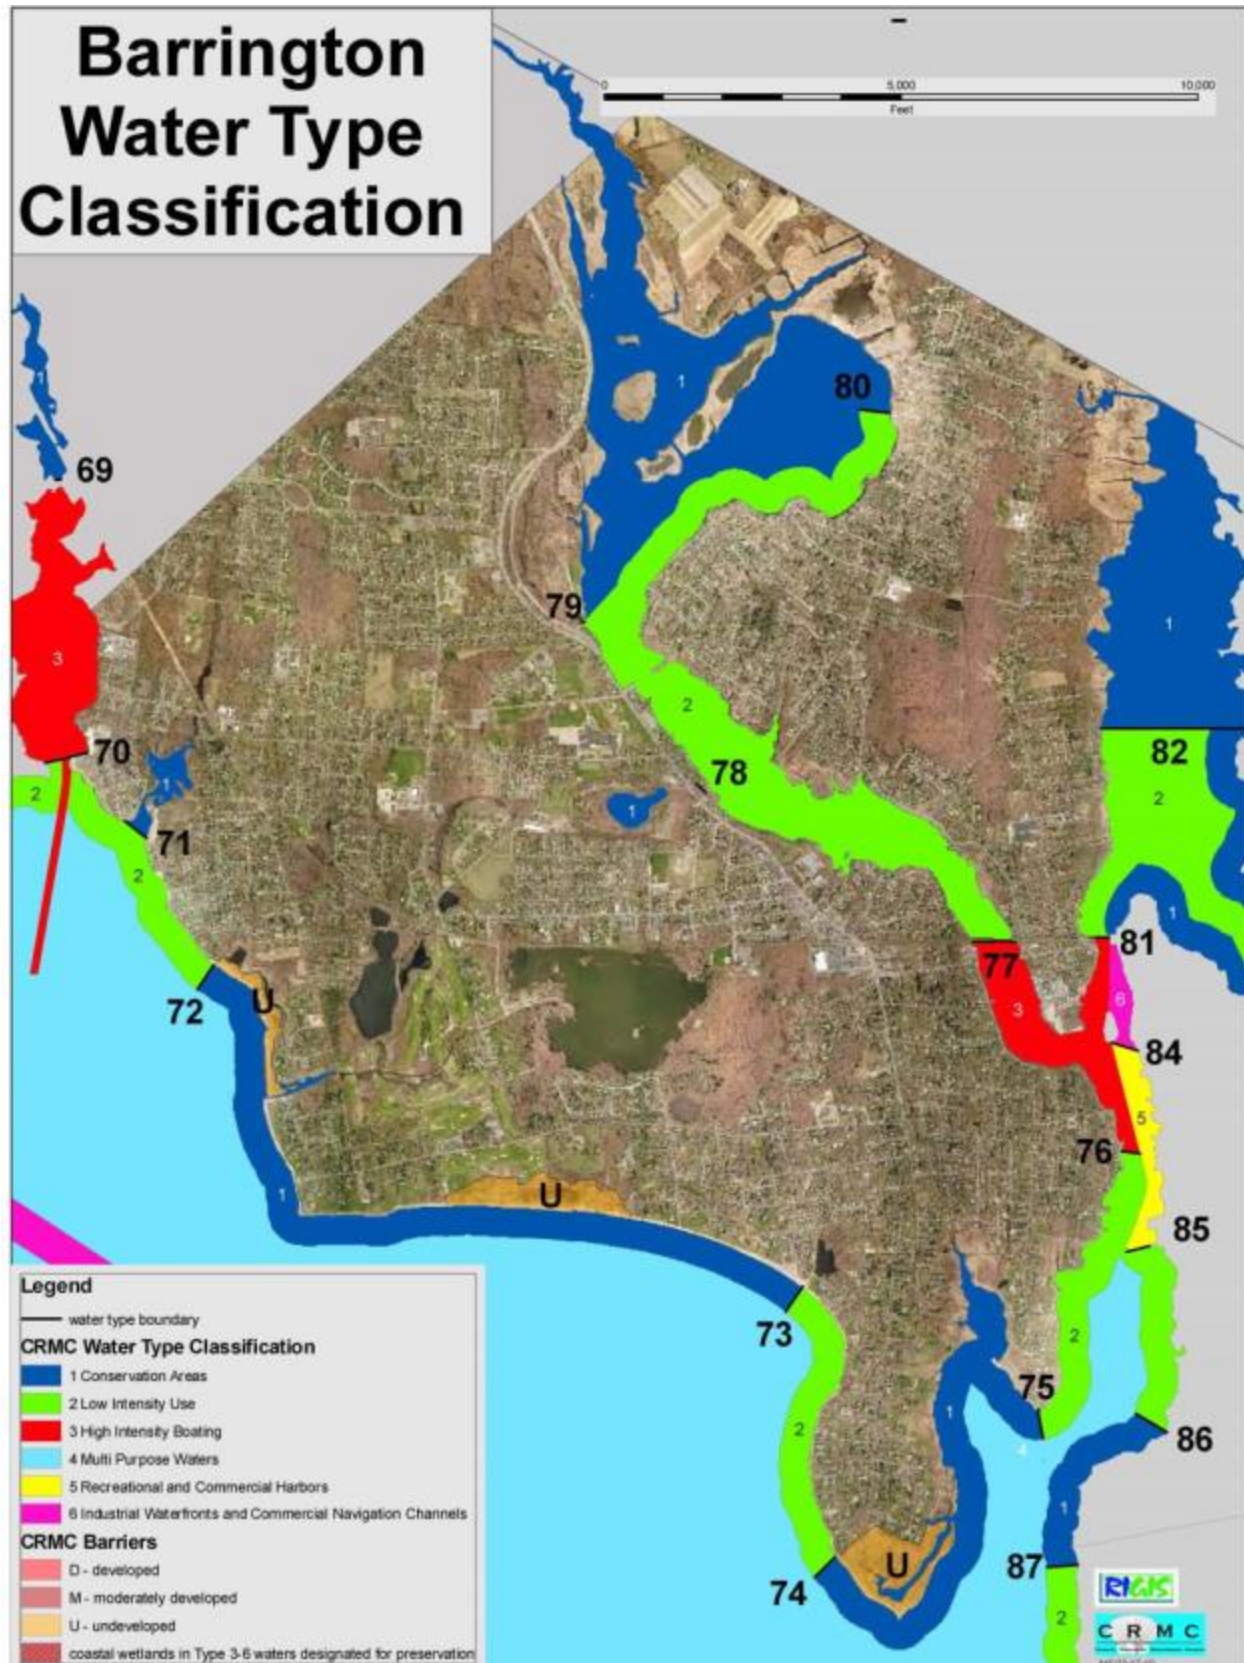 Barrington
Water Type
Classification
0 5,000 10,000
Feet
1
1
80
69
1
79
3
2
82
70
78
2
1
2
1
71
2
1
81
77
72
U
3
6
84
5
76
1
U
85
73
2
75
2
1
4
86
1
U
87
74
2
Legend
water type boundary
CRMC Water Type Classification
1 Conservation Areas
2 Low Intensity Use
3 High Intensity Boating
4 Multi Purpose Waters
5 Recreational and Commercial Harbors
6 Industrial Waterfronts and Commercial Navigation Channels
CRMC Barriers
D - developed
M - moderately developed
U - undeveloped
coastal wetlands in Type 3-6 waters designated for preservation
RIGIS
CRMC